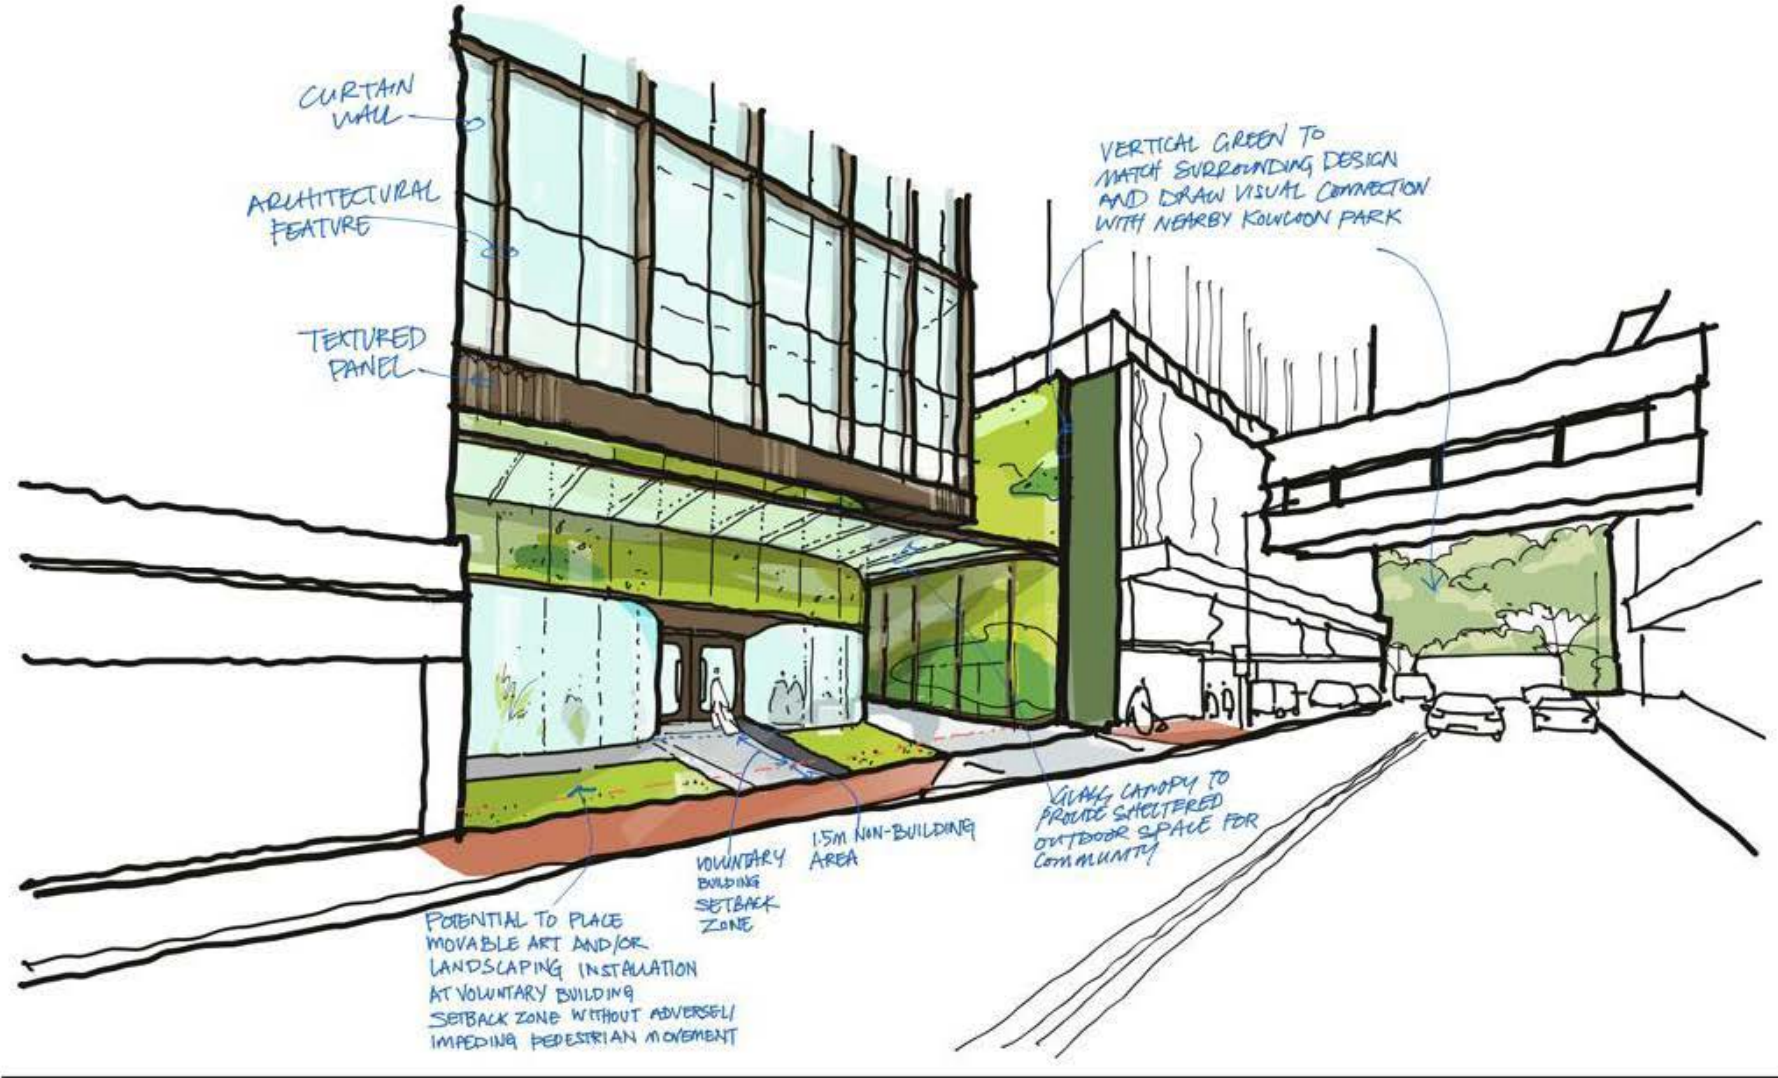 CURTAIN
WALL
ARCHITECTURAL
FEATURE
TEXTURED
PANEL
VERTICAL GREEN TO
MATCH SURROUNDING DESIGN
AND DRAW VISUAL CONNECTION
WITH NEARBY KOWLOON PARK
GLASS CANOPY TO
PROVIDE SHELTERED
OUTDOOR SPACE FOR
COMMUNITY
1.5m NON-BUILDING
AREA
VOLUNTARY
BUILDING
SETBACK
ZONE
POTENTIAL TO PLACE
MOVABLE ART AND/OR
LANDSCAPING INSTALLATION
AT VOLUNTARY BUILDING
SETBACK ZONE WITHOUT ADVERSELY
IMPEDING PEDESTRIAN MOVEMENT